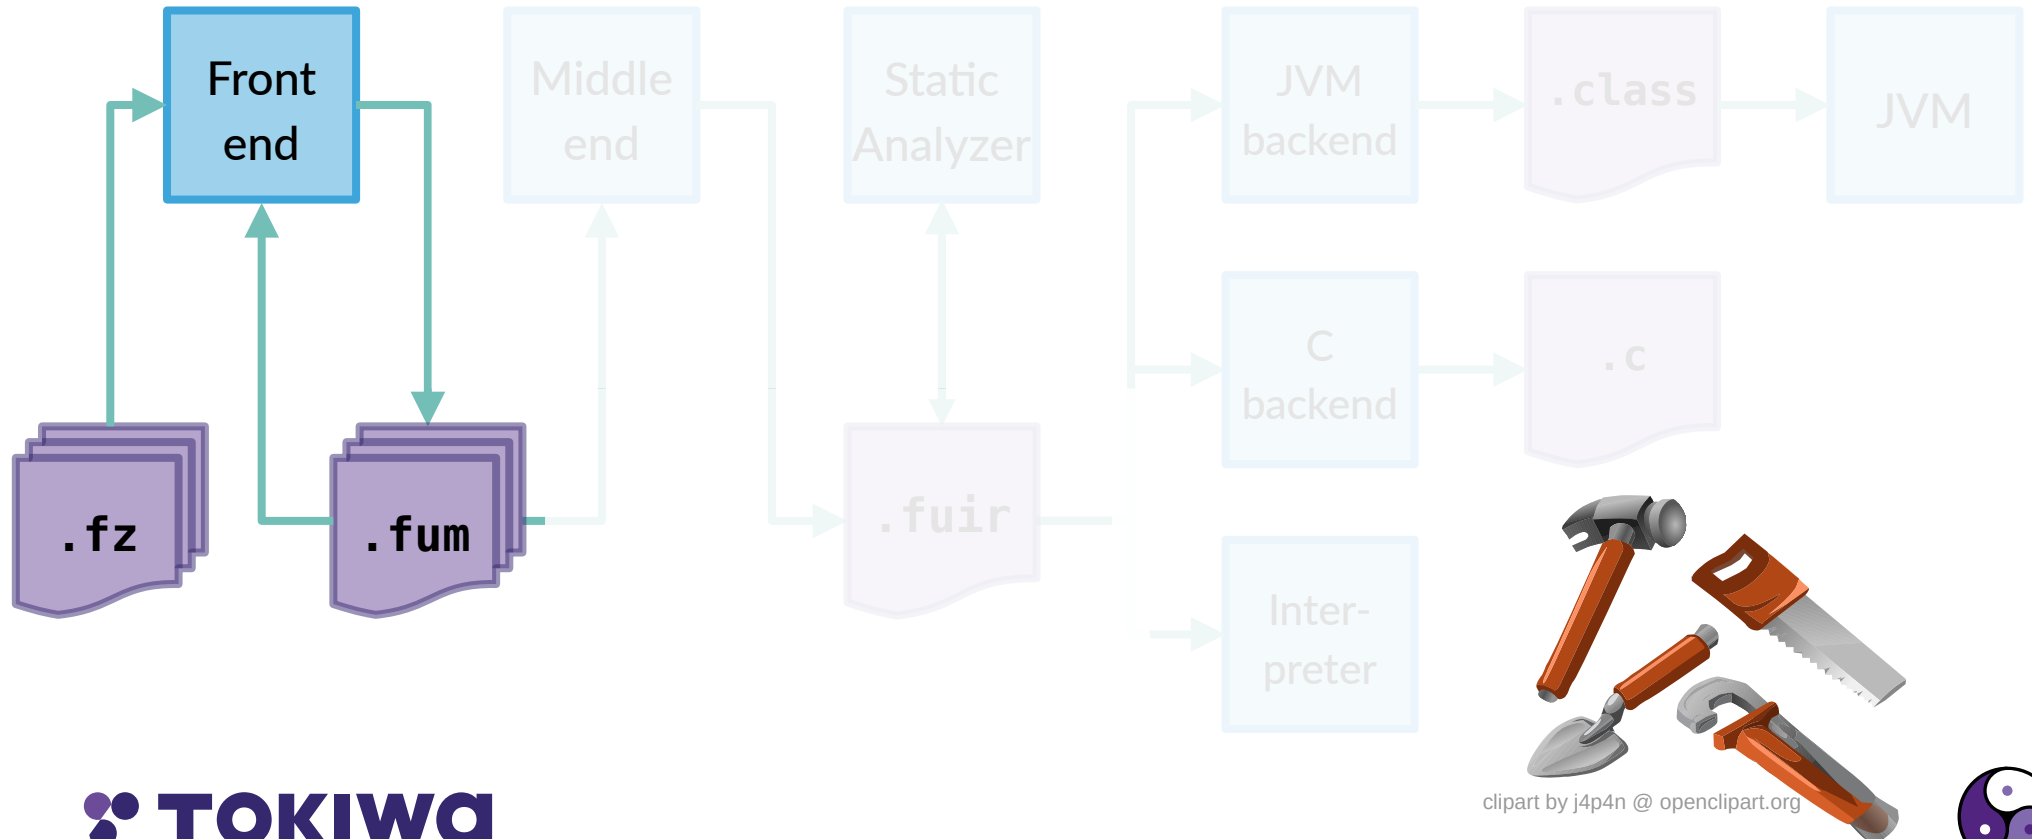 Front
end
Middle
end
Static
Analyzer
JVM
backend
.class
JVM
C
backend
.c
.fz
.fum
.fuir
Inter-
preter
clipart by j4p4n @ openclipart.org
TOKIWA